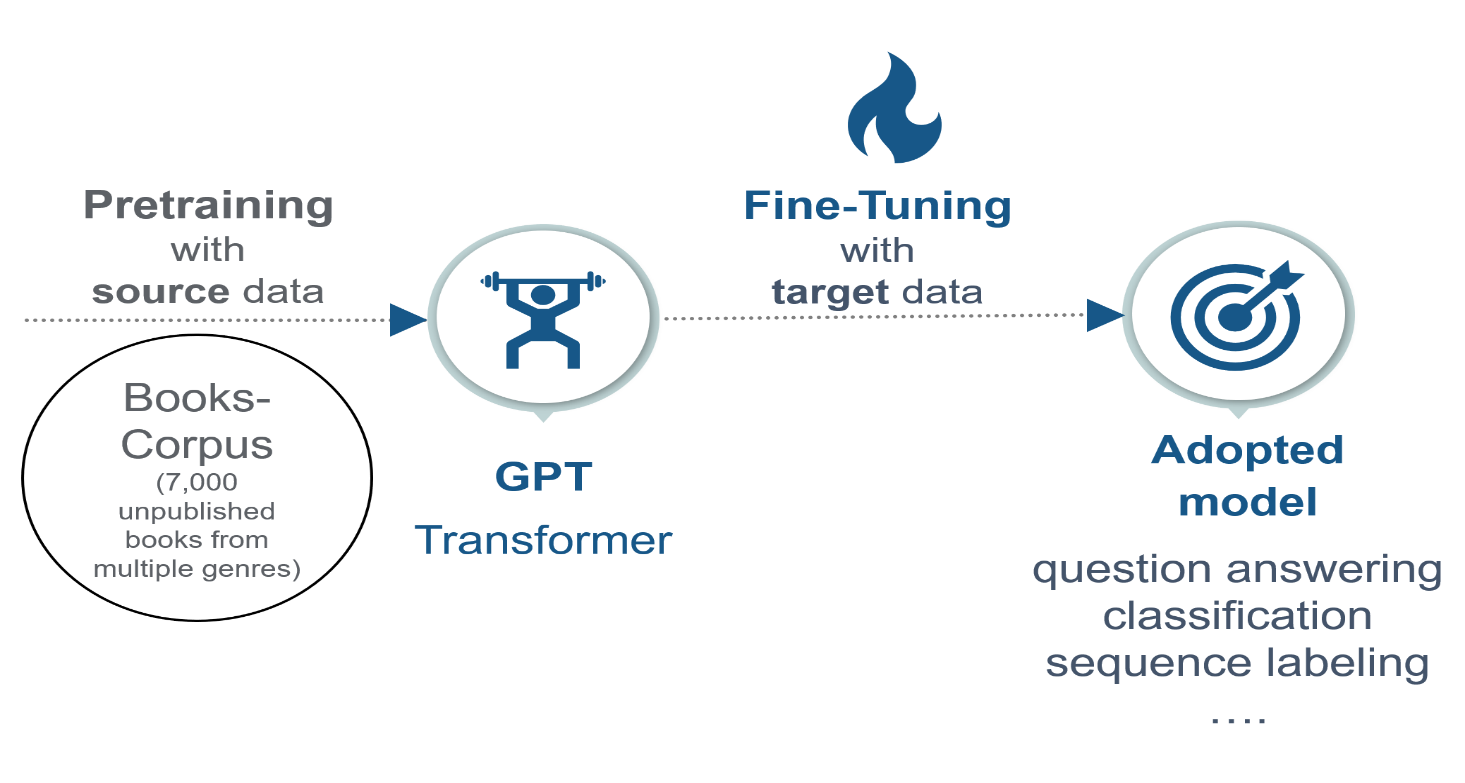 Pretraining
with
source data
Books-
Corpus
(7,000
unpublished
books from
multiple genres)
GPT
Transformer
Fine-Tuning
with
target data
Adopted
model
question answering
classification
sequence labeling
....